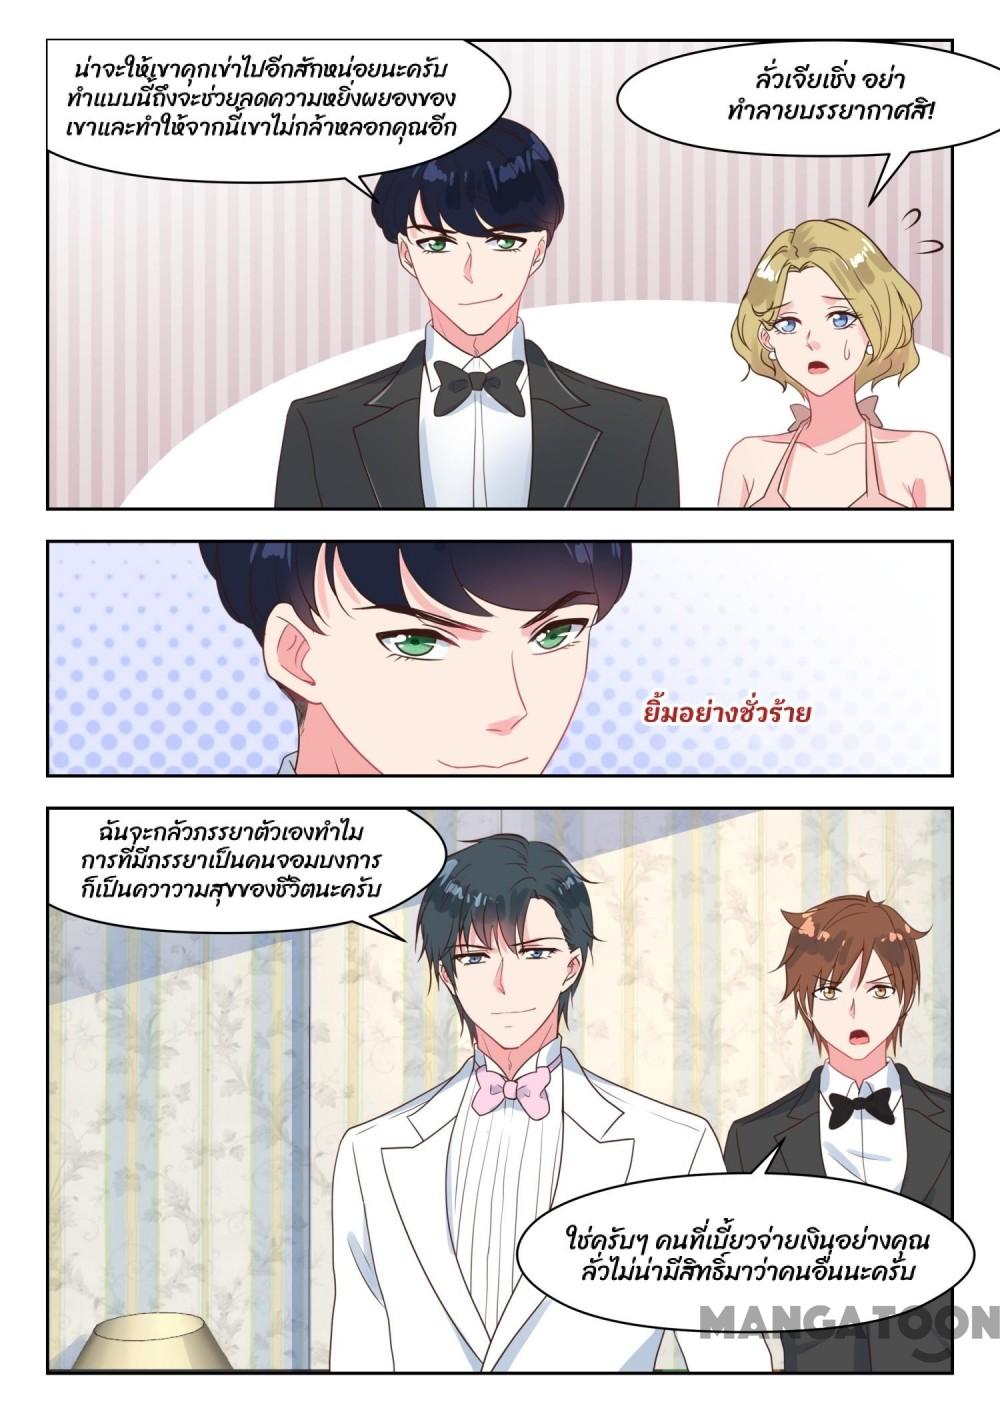 น่าจะให้เขาคุกเข่าไปอีกสักหน่อยนะครับ
ทำแบบนี้ถึงจะช่วยลดความหยิ่งผยองของ
เขาและทำให้จากนี้เขาไม่กล้าหลอกคุณอีก
ลั่วเจียเชิ่ง อย่า
ทำลายบรรยากาศสิ!
ยิ้มอย่างชั่วร้าย
ฉันจะกลัวภรรยาตัวเองทำไม
การที่มีภรรยาเป็นคนจอมบงการ
ก็เป็นควาวามสุขของชีวิตนะครับ
ใช่ครับๆ คนที่เบี้ยวจ่ายเงินอย่างคุณ
ลั่วไม่น่ามีสิทธิ์มาว่าคนอื่นนะครับ
MANGATOON